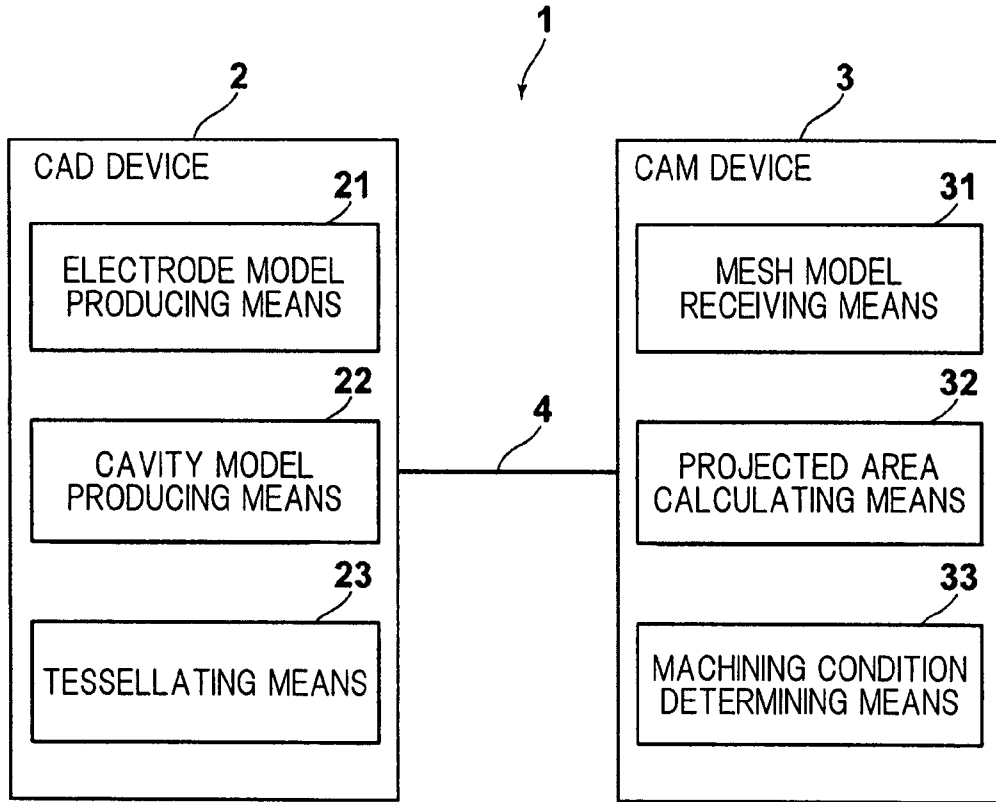 1
2
CAD DEVICE
21
ELECTRODE MODEL
PRODUCING MEANS
22
CAVITY MODEL
PRODUCING MEANS
23
TESSELLATING MEANS
4
3
CAM DEVICE
31
MESH MODEL
RECEIVING MEANS
32
PROJECTED AREA
CALCULATING MEANS
33
MACHINING CONDITION
DETERMINING MEANS